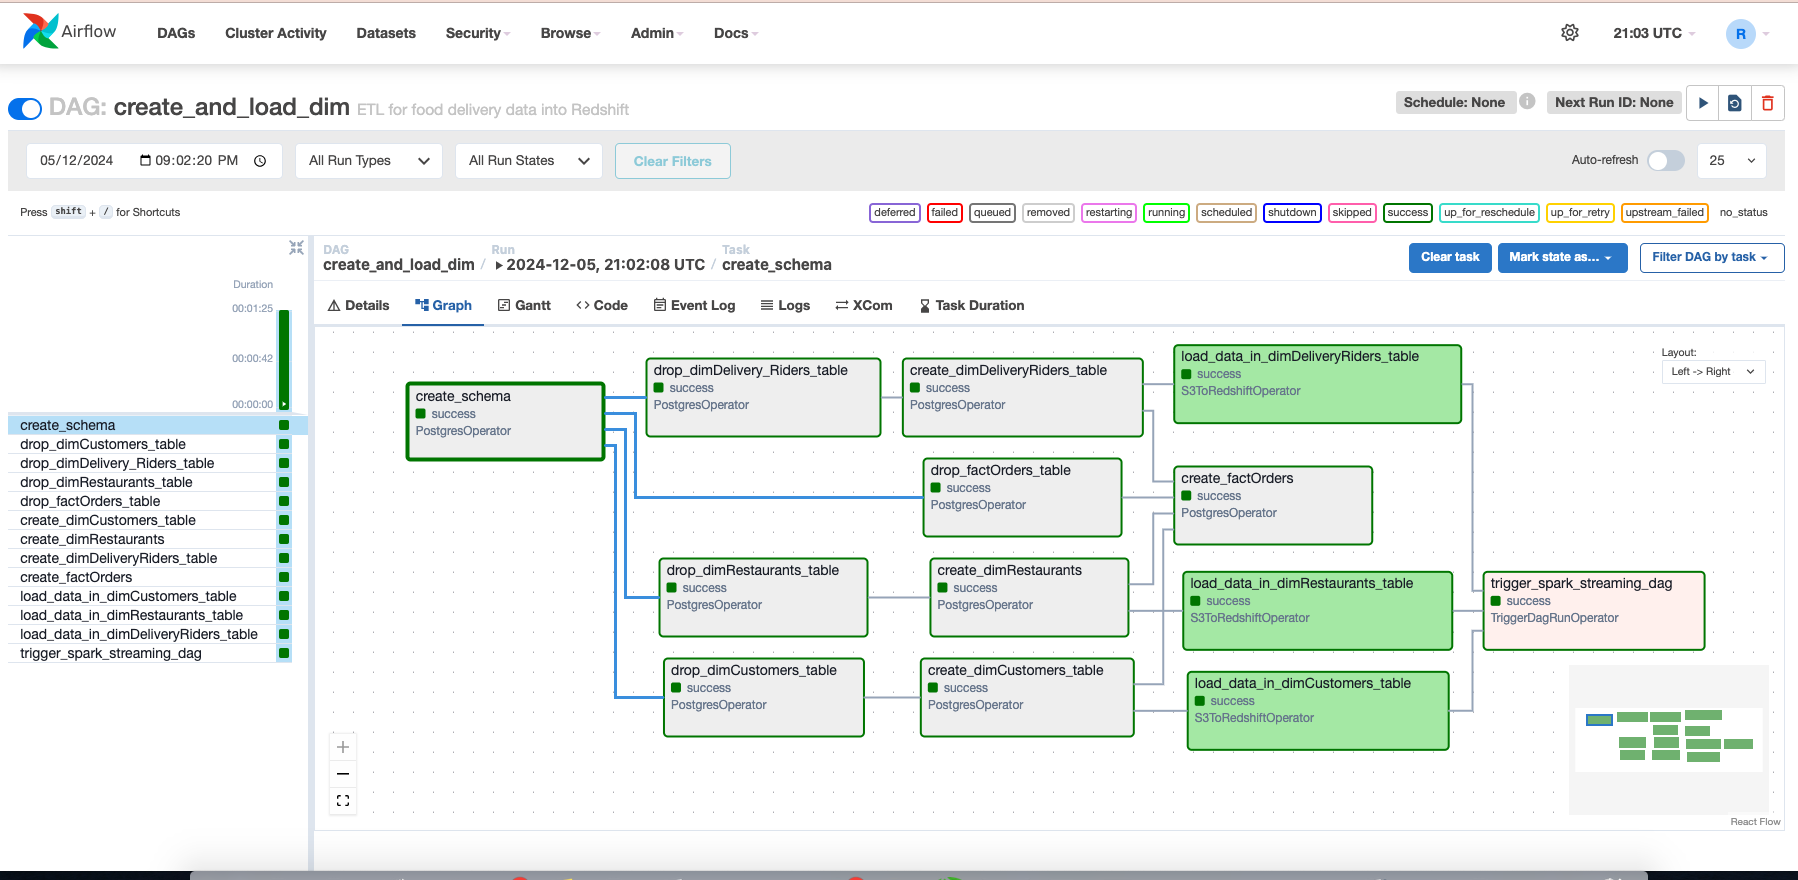 Airflow DAGs Cluster Activity Datasets Security Browse Admin Docs 21:03 UTC R
DAG: create_and_load_dim ETL for food delivery data into Redshift Schedule: None i Next Run ID: None
05/12/2024 09:02:20 PM All Run Types All Run States Clear Filters Auto-refresh 25
Press shift + / for Shortcuts deferred failed queued removed restarting running scheduled shutdown skipped success up_for_reschedule up_for_retry upstream_failed no_status
DAG Run Task
create_and_load_dim / 2024-12-05, 21:02:08 UTC / create_schema Clear task Mark state as... Filter DAG by task
Details Graph Gantt Code Event Log Logs XCom Task Duration
Duration
00:01:25
00:00:42
00:00:00
create_schema
drop_dimCustomers_table
drop_dimDelivery_Riders_table
drop_dimRestaurants_table
drop_factOrders_table
create_dimCustomers_table
create_dimRestaurants
create_dimDeliveryRiders_table
create_factOrders
load_data_in_dimCustomers_table
load_data_in_dimRestaurants_table
load_data_in_dimDeliveryRiders_table
trigger_spark_streaming_dag
create_schema
success
PostgresOperator
drop_dimDelivery_Riders_table
success
PostgresOperator
create_dimDeliveryRiders_table
success
PostgresOperator
load_data_in_dimDeliveryRiders_table
success
S3ToRedshiftOperator
Layout:
Left -> Right
drop_factOrders_table
success
PostgresOperator
create_factOrders
success
PostgresOperator
drop_dimRestaurants_table
success
PostgresOperator
create_dimRestaurants
success
PostgresOperator
load_data_in_dimRestaurants_table
success
S3ToRedshiftOperator
trigger_spark_streaming_dag
success
TriggerDagRunOperator
drop_dimCustomers_table
success
PostgresOperator
create_dimCustomers_table
success
PostgresOperator
load_data_in_dimCustomers_table
success
S3ToRedshiftOperator
React Flow